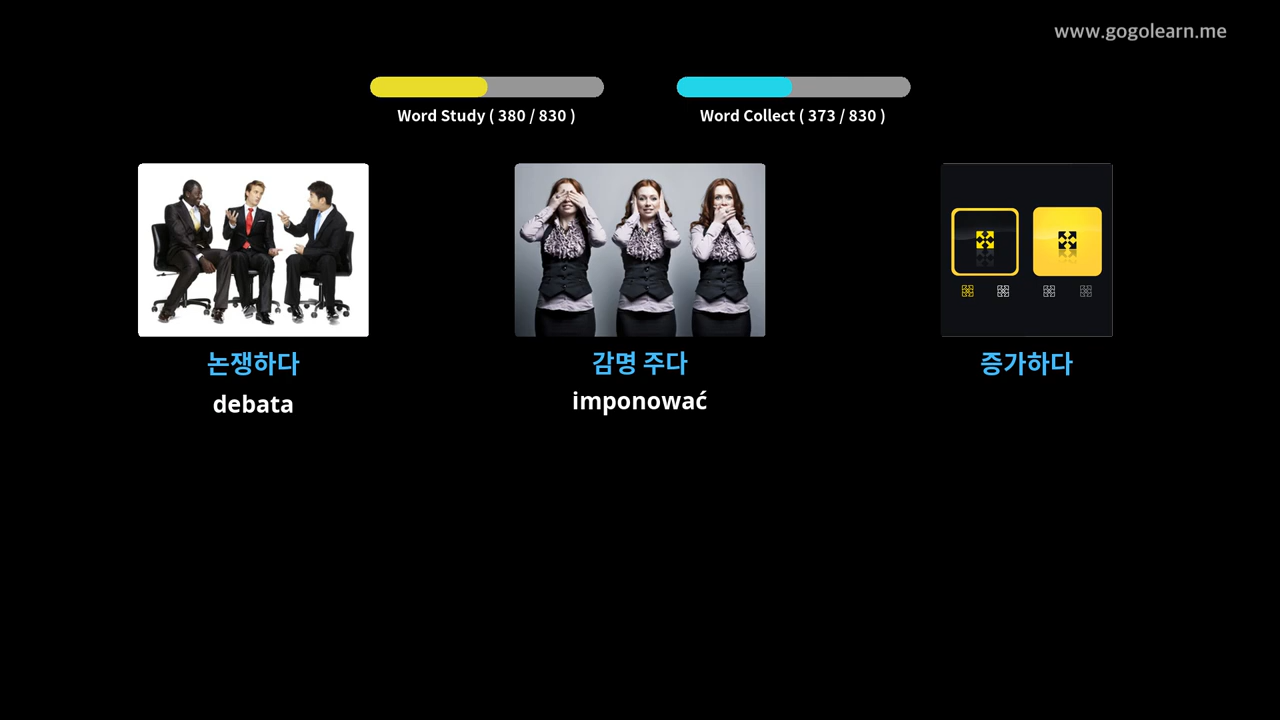 www.gogolearn.me
Word Study ( 380 / 830 )
Word Collect ( 373 / 830 )
논쟁하다
debata
감명 주다
imponować
증가하다